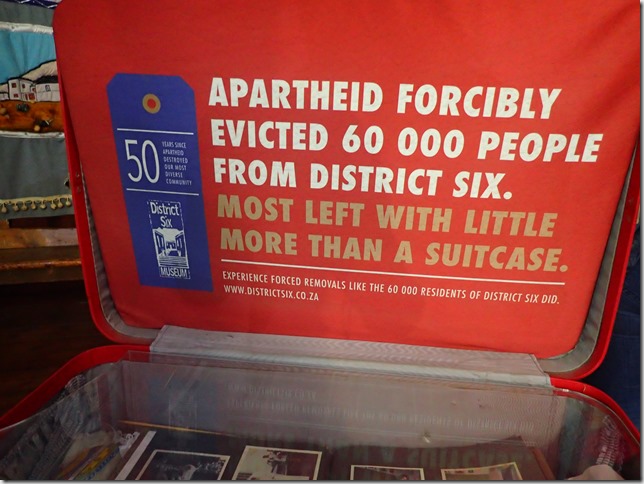 APARTHEID FORCIBLY
EVICTED 60 000 PEOPLE
FROM DISTRICT SIX.
MOST LEFT WITH LITTLE
MORE THAN A SUITCASE.
EXPERIENCE FORCED REMOVALS LIKE THE 60 000 RESIDENTS OF DISTRICT SIX DID.
WWW.DISTRICTSIX.CO.ZA
50
YEARS SINCE
APARTHEID
DESTROYED
OUR MOST
DIVERSE
COMMUNITY
District
Six
MUSEUM